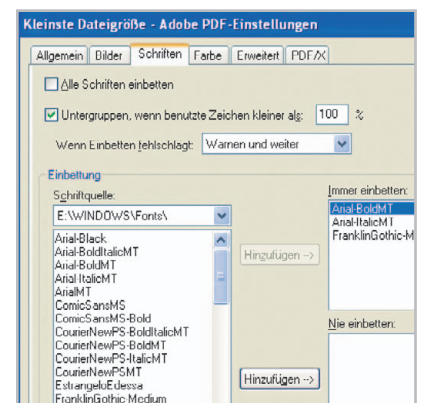 Kleinste Dateigröße - Adobe PDF-Einstellungen
Allgemein Bilder Schriften Farbe Erweitert PDF/X
Alle Schriften einbetten
Untergruppen, wenn benutzte Zeichen kleiner als: 100 %
Wenn Einbetten fehlschlagt: Warnen und weiter
Einbettung
Schriftquelle:
Immer einbetten:
E:\WINDOWS\Fonts\
Arial-BoldMT
Arial-ItalicMT
FranklinGothic-M
Arial-Black
Arial-BoldItalicMT
Arial-BoldMT
Arial-ItalicMT
ArialMT
ComicSansMS
ComicSansMS-Bold
CourierNewPS-BoldItalicMT
CourierNewPS-BoldMT
CourierNewPS-ItalicMT
CourierNewPSMT
EstrangeloEdessa
FranklinGothic-Medium
Hinzufügen -->
Nie einbetten:
Hinzufügen -->